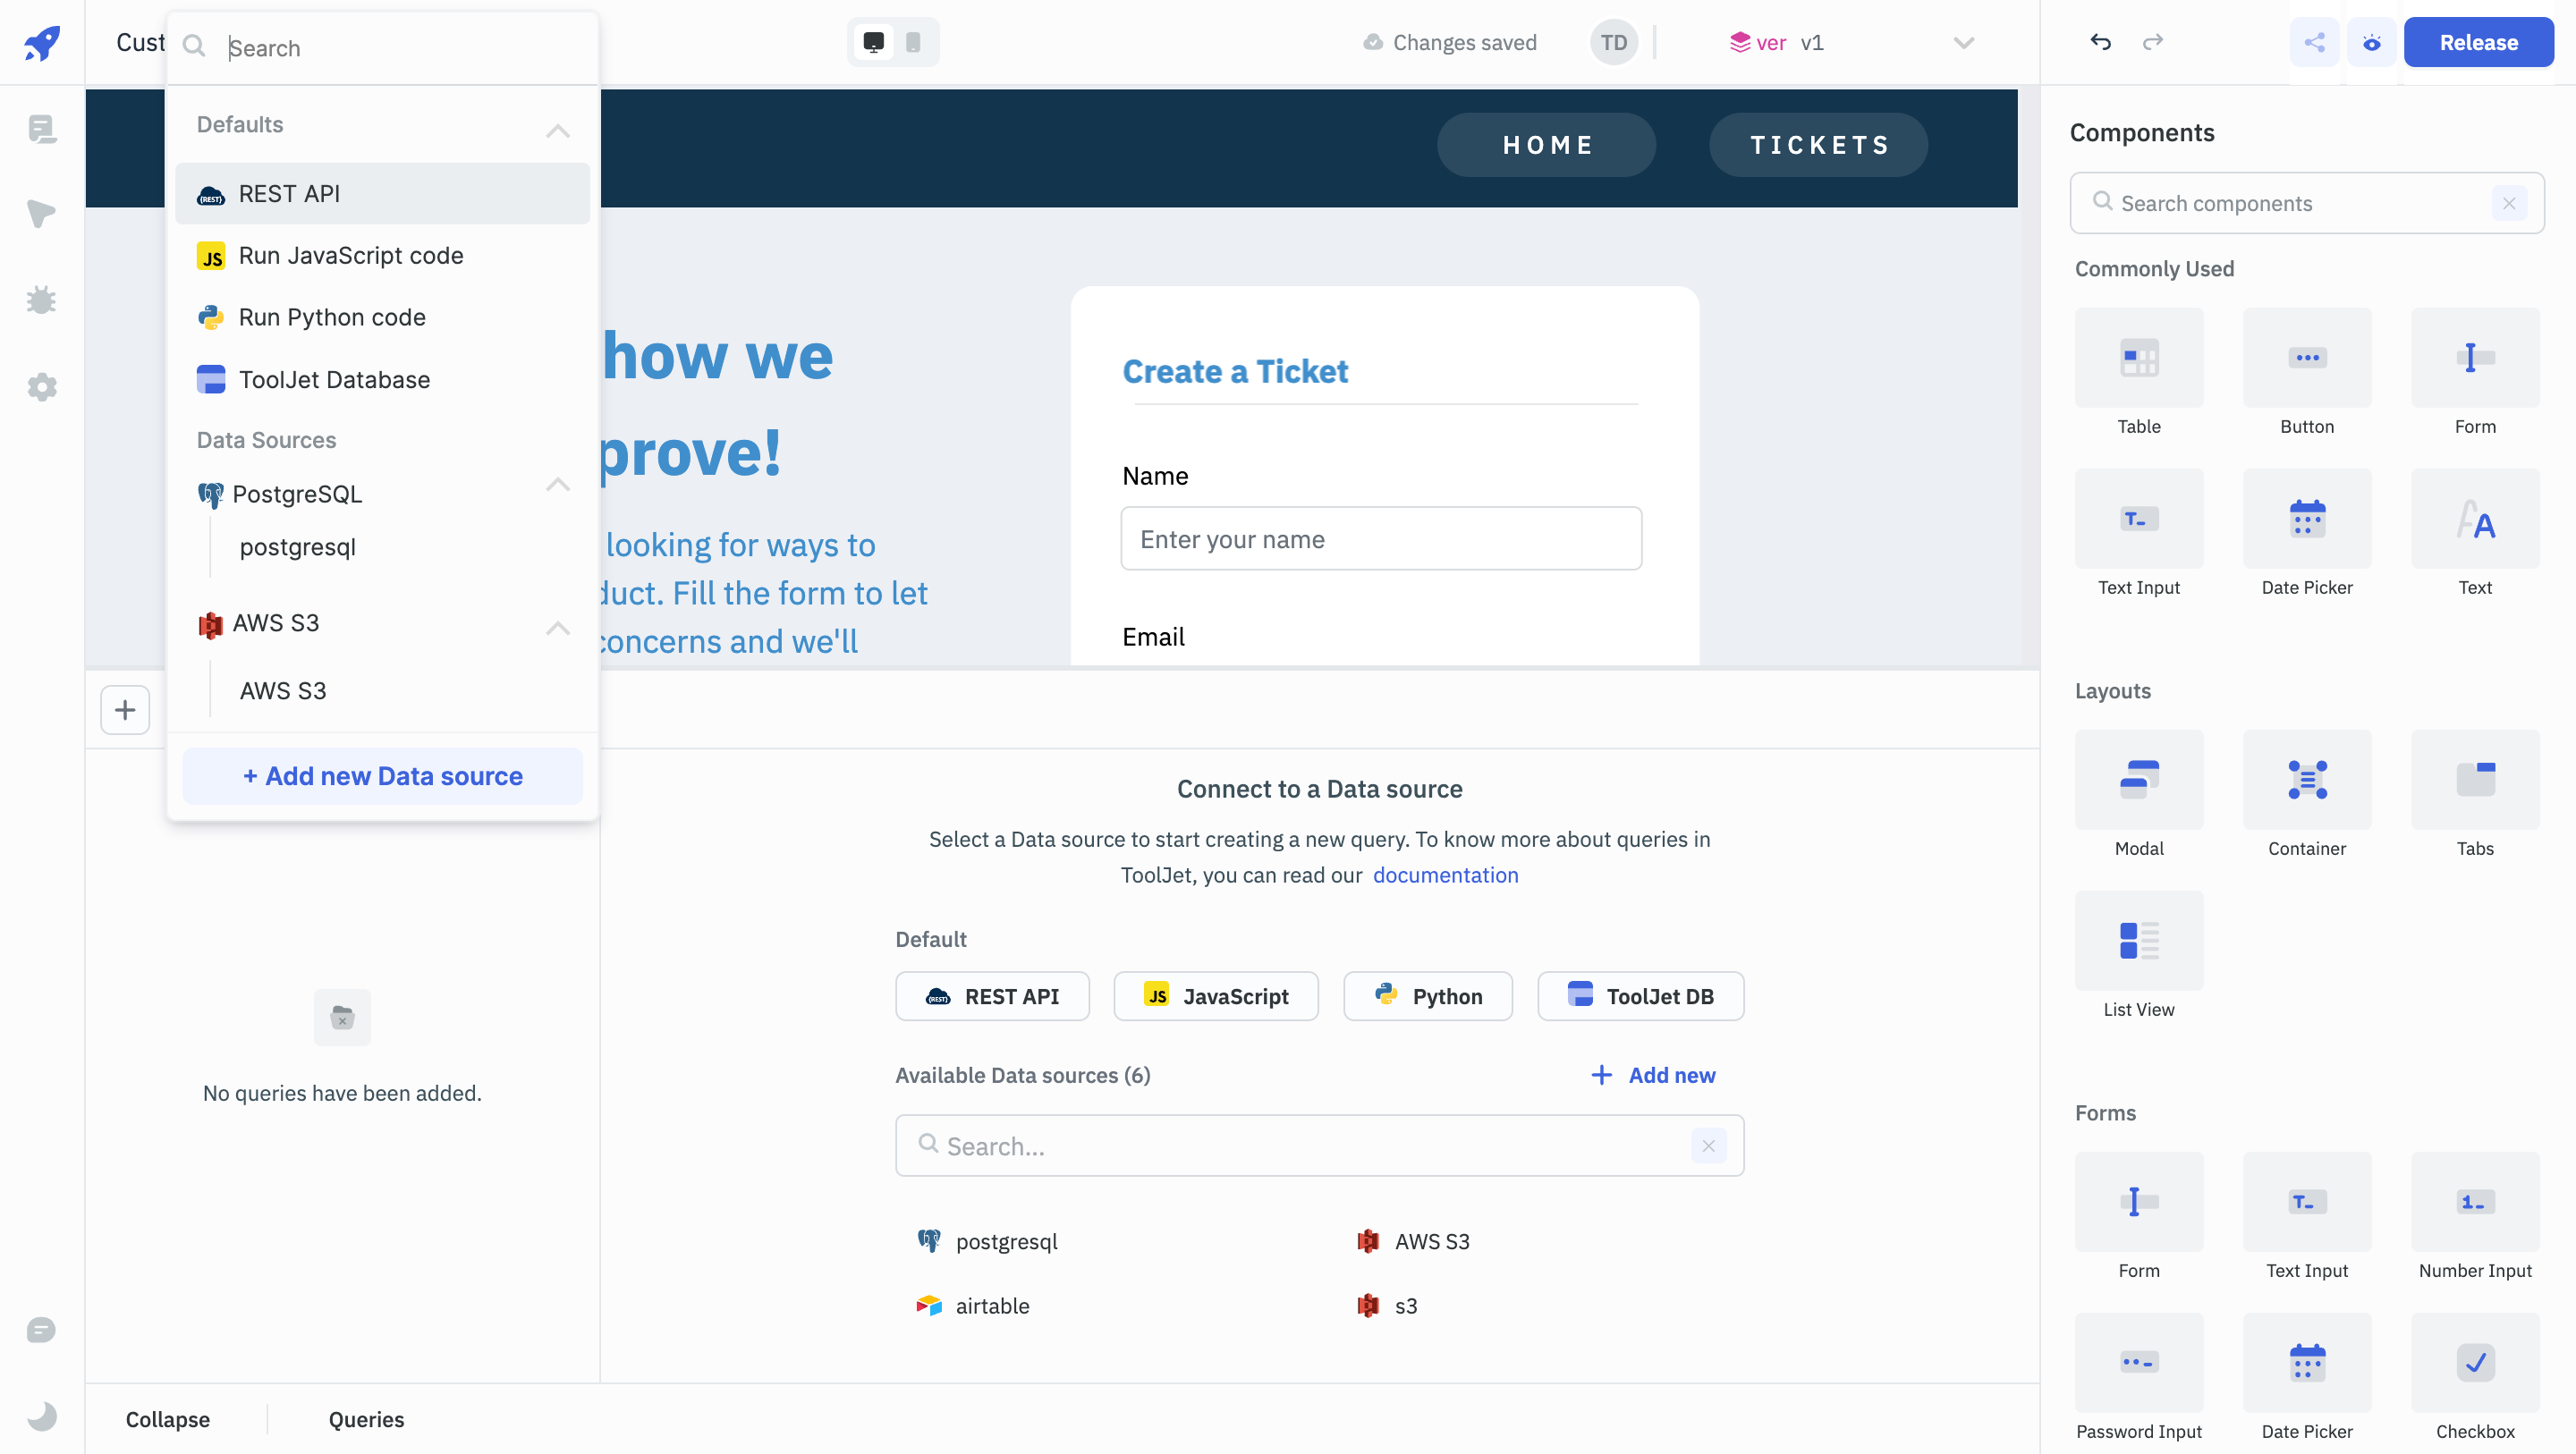 Cust
Search
Changes saved
TD
ver v1
Release
Defaults
REST API
Run JavaScript code
Run Python code
ToolJet Database
Data Sources
PostgreSQL
postgresql
AWS S3
AWS S3
+ Add new Data source
HOME
TICKETS
how we
prove!
looking for ways to
duct. Fill the form to let
concerns and we'll
Create a Ticket
Name
Enter your name
Email
No queries have been added.
Connect to a Data source
Select a Data source to start creating a new query. To know more about queries in
ToolJet, you can read our documentation
Default
REST API
JavaScript
Python
ToolJet DB
Available Data sources (6)
Add new
Search...
postgresql
AWS S3
airtable
s3
Collapse
Queries
Components
Search components
Commonly Used
Table
Button
Form
Text Input
Date Picker
Text
Layouts
Modal
Container
Tabs
List View
Forms
Form
Text Input
Number Input
Password Input
Date Picker
Checkbox